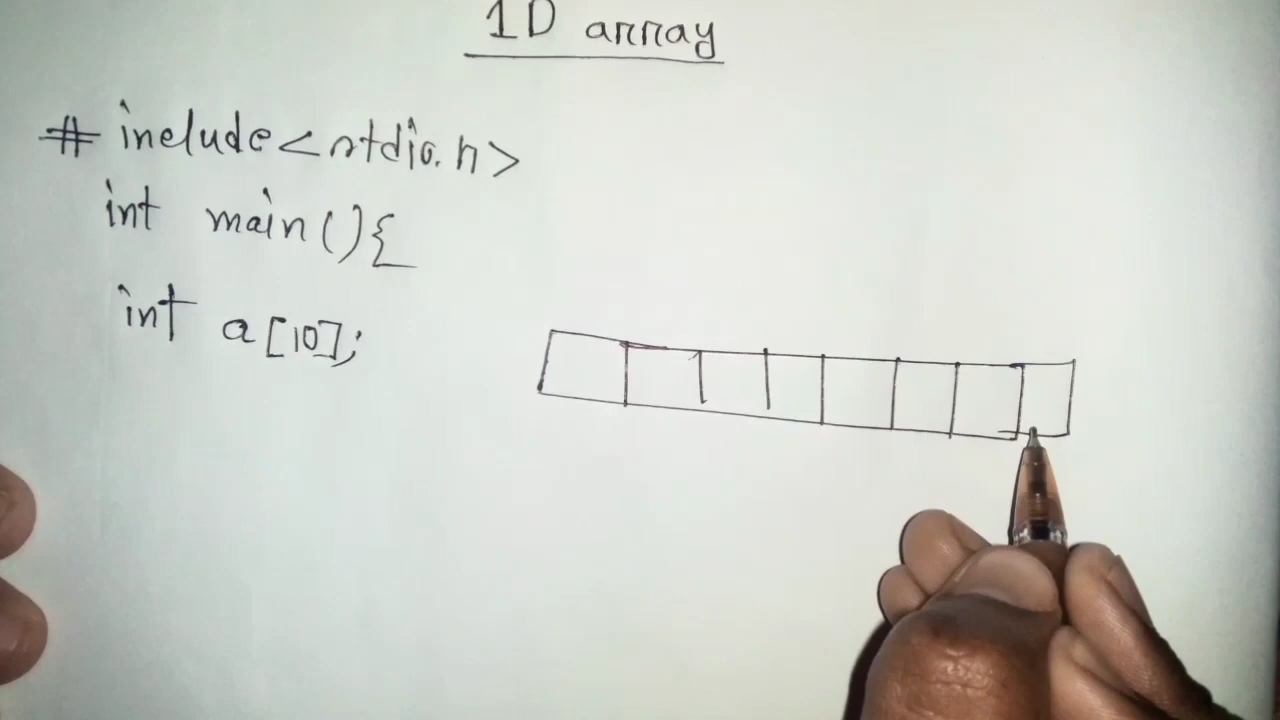 1D array
# include<stdio.h>
int main(){
int a[10];